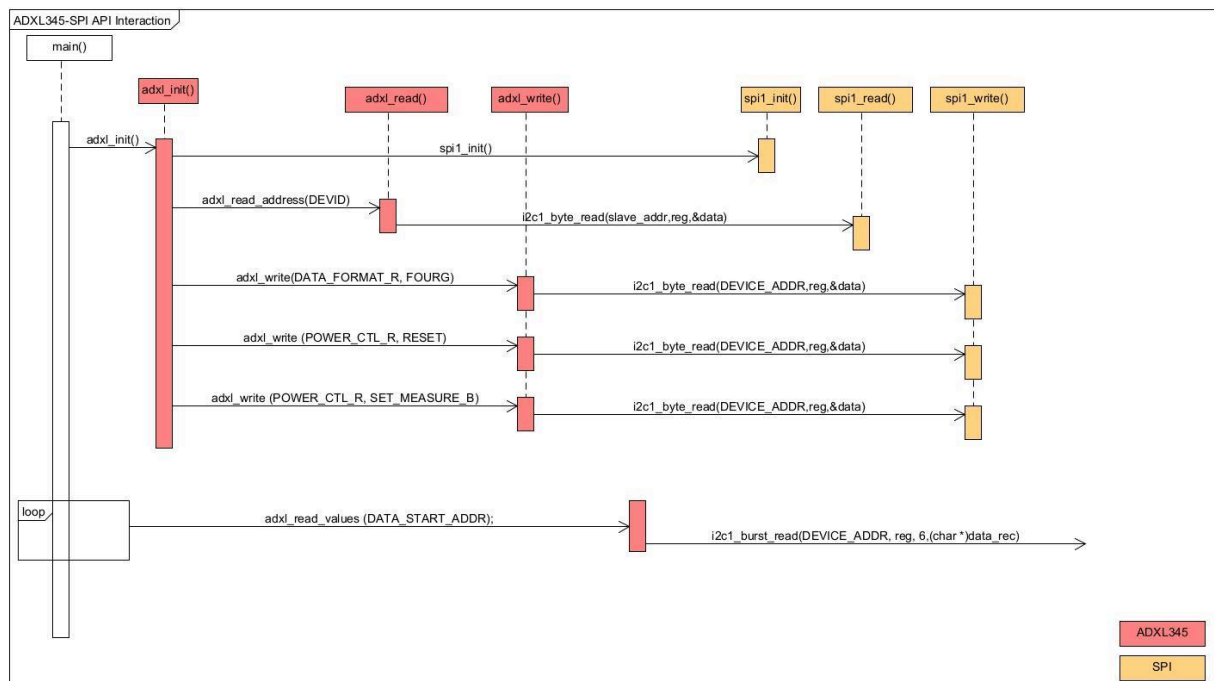 ADXL345-SPI API Interaction
main()
adxl_init()
adxl_read()
adxl_write()
spi1_init()
spi1_read()
spi1_write()
adxl_init()
spi1_init()
adxl_read_address(DEVID)
i2c1_byte_read(slave_addr,reg,&data)
adxl_write(DATA_FORMAT_R, FOURG)
i2c1_byte_read(DEVICE_ADDR,reg,&data)
adxl_write (POWER_CTL_R, RESET)
i2c1_byte_read(DEVICE_ADDR,reg,&data)
adxl_write (POWER_CTL_R, SET_MEASURE_B)
i2c1_byte_read(DEVICE_ADDR,reg,&data)
loop
adxl_read_values (DATA_START_ADDR);
i2c1_burst_read(DEVICE_ADDR, reg, 6,(char *)data_rec)
ADXL345
SPI